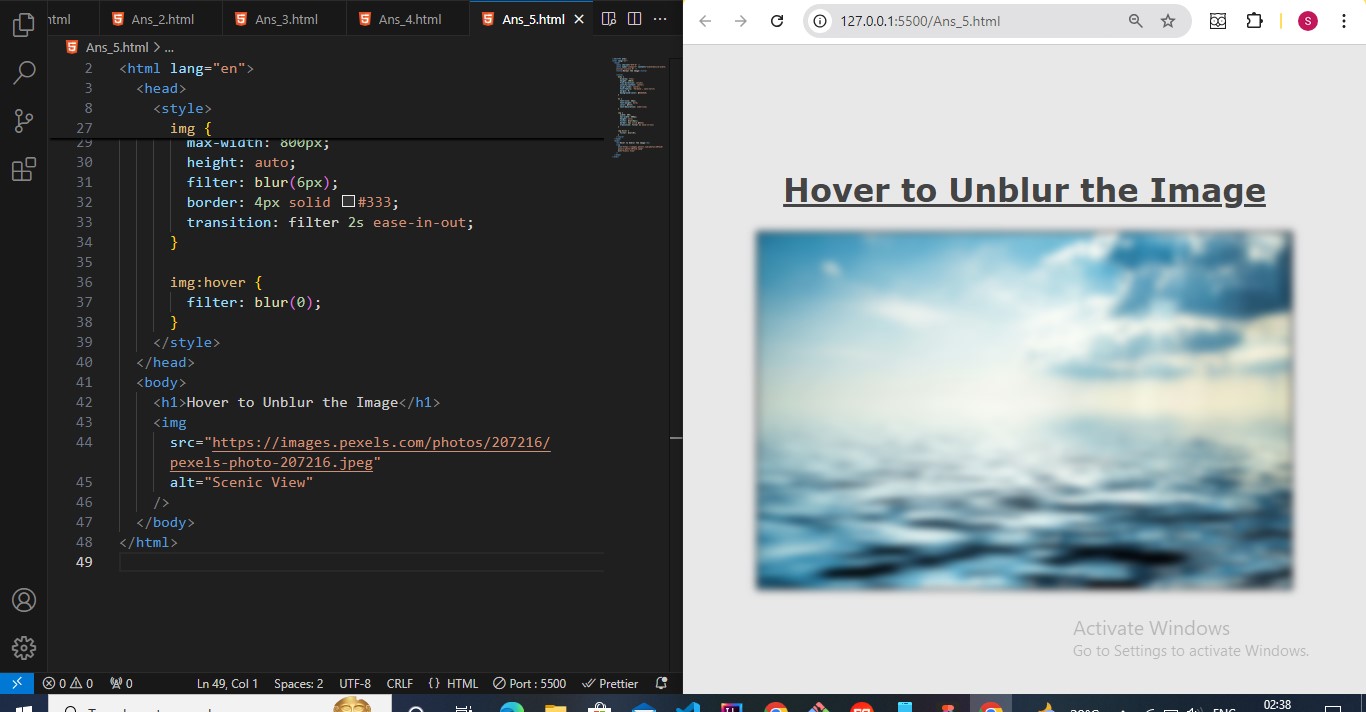 html
Ans_2.html
Ans_3.html
Ans_4.html
Ans_5.html
Ans_5.html > ...
2 <html lang="en">
3 <head>
8 <style>
27 img {
29 max-width: 800px;
30 height: auto;
31 filter: blur(6px);
32 border: 4px solid #333;
33 transition: filter 2s ease-in-out;
34 }
35
36 img:hover {
37 filter: blur(0);
38 }
39 </style>
40 </head>
41 <body>
42 <h1>Hover to Unblur the Image</h1>
43 <img
44 src="https://images.pexels.com/photos/207216/
pexels-photo-207216.jpeg"
45 alt="Scenic View"
46 />
47 </body>
48 </html>
49
0 0 0 Ln 49, Col 1 Spaces: 2 UTF-8 CRLF {} HTML Port : 5500 Prettier
127.0.0.1:5500/Ans_5.html
S
Hover to Unblur the Image
Activate Windows
Go to Settings to activate Windows.
02:38